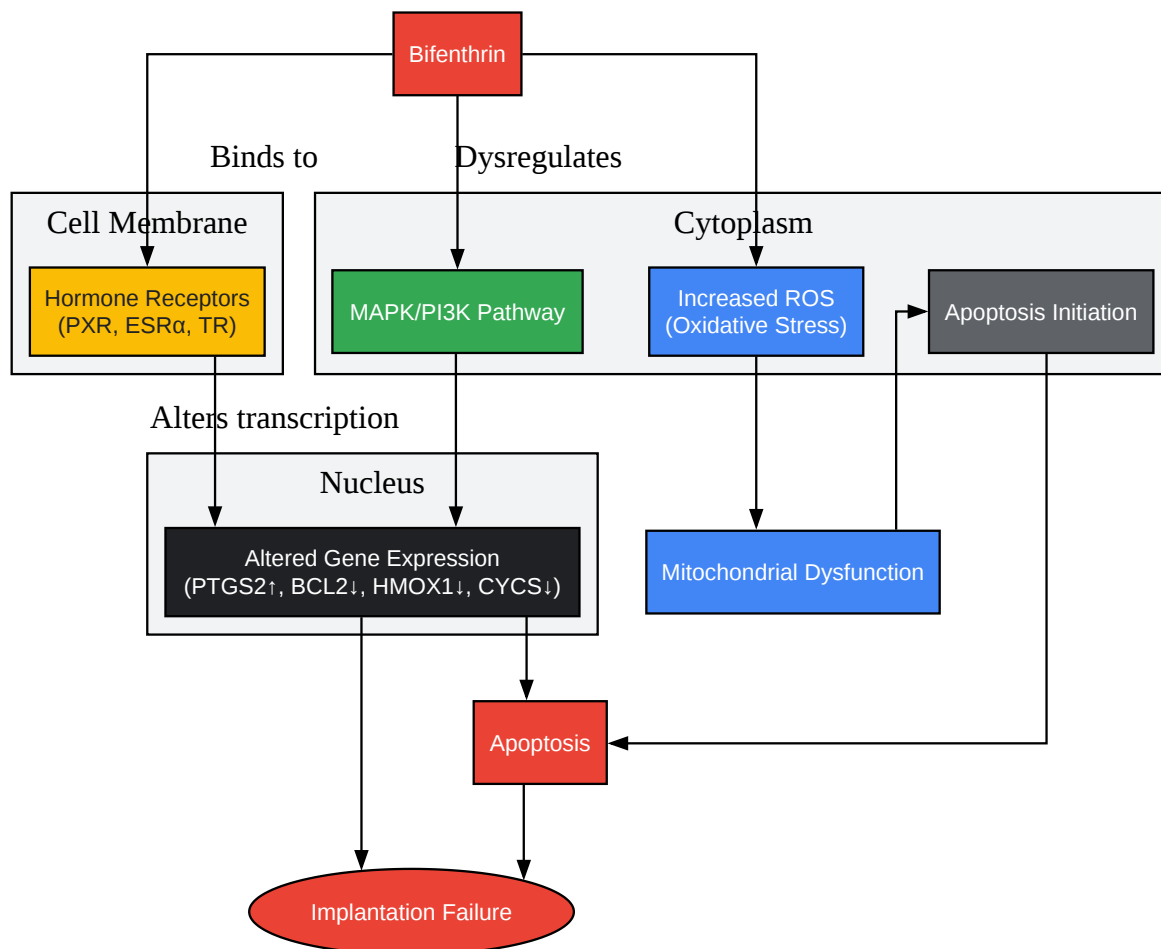 Bifenthrin
Binds to
Dysregulates
Cell Membrane
Cytoplasm
Hormone Receptors
(PXR, ESRα, TR)
MAPK/PI3K Pathway
Increased ROS
(Oxidative Stress)
Apoptosis Initiation
Alters transcription
Nucleus
Altered Gene Expression
(PTGS2↑, BCL2↓, HMOX1↓, CYCS↓)
Mitochondrial Dysfunction
Apoptosis
Implantation Failure